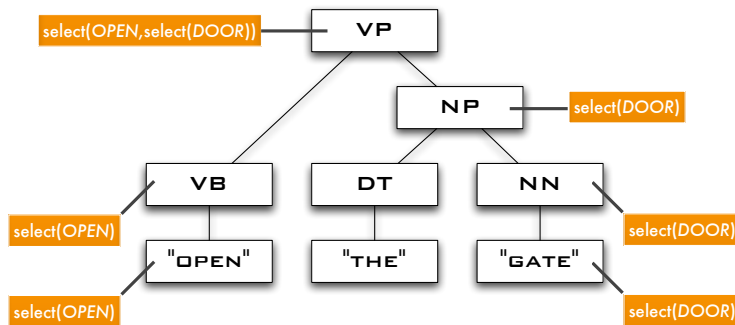 select(OPEN,select(DOOR))
VP
NP
select(DOOR)
VB
DT
NN
select(OPEN)
select(DOOR)
"OPEN"
"THE"
"GATE"
select(OPEN)
select(DOOR)